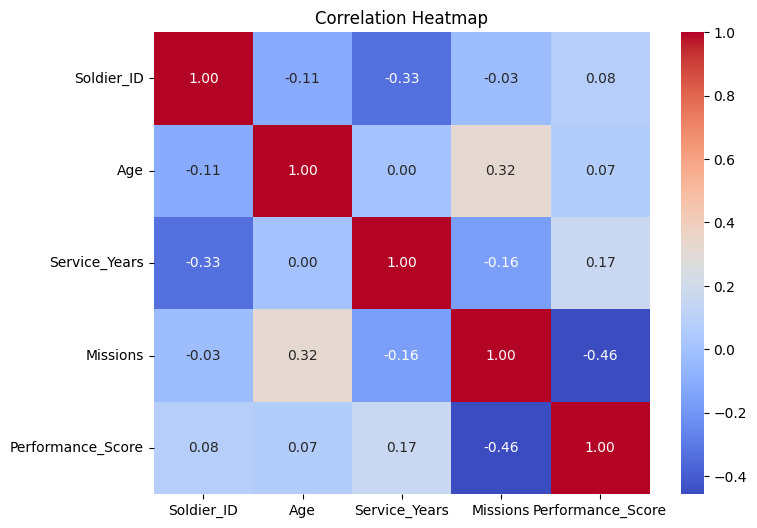 Correlation Heatmap
Soldier_ID 1.00 -0.11 -0.33 -0.03 0.08
Age -0.11 1.00 0.00 0.32 0.07
Service_Years -0.33 0.00 1.00 -0.16 0.17
Missions -0.03 0.32 -0.16 1.00 -0.46
Performance_Score 0.08 0.07 0.17 -0.46 1.00
Soldier_ID Age Service_Years Missions Performance_Score
1.0
0.8
0.6
0.4
0.2
0.0
−0.2
−0.4